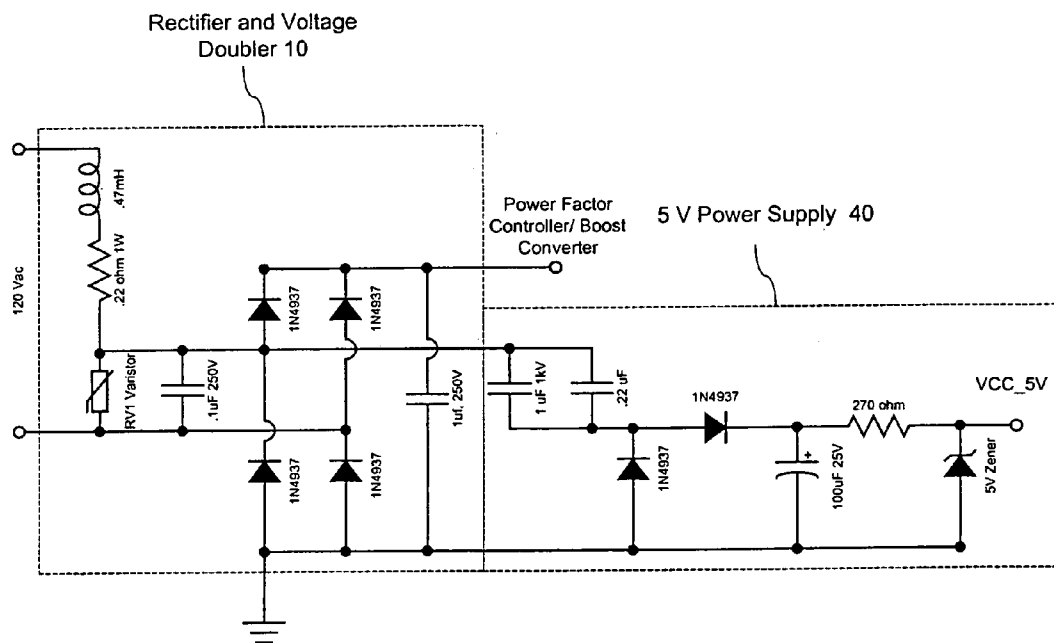 Rectifier and Voltage
Doubler 10
120 Vac
.47mH
.22 ohm 1W
RV1 Varistor
.1uF 250V
1N4937
1N4937
1N4937
1N4937
1uf, 250V
Power Factor
Controller/ Boost
Converter
5 V Power Supply 40
1 uF 1kV
.22 uF
1N4937
1N4937
+
100uF 25V
270 ohm
VCC_5V
5V Zener